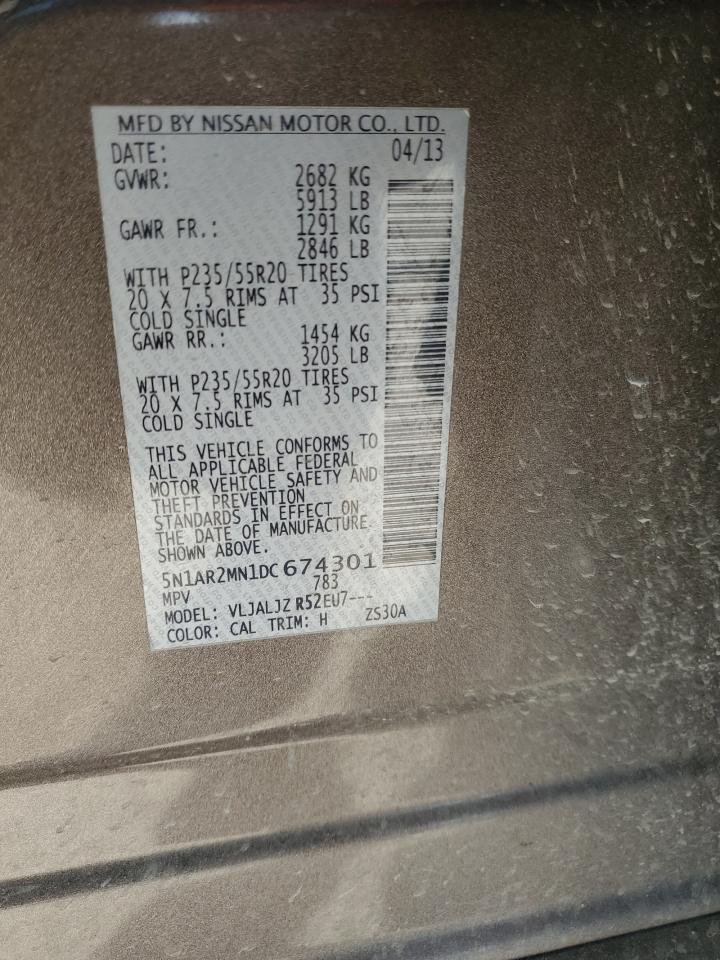 MFD BY NISSAN MOTOR CO., LTD.
DATE: 04/13
GVWR: 2682 KG
5913 LB
GAWR FR.: 1291 KG
2846 LB
WITH P235/55R20 TIRES
20 X 7.5 RIMS AT 35 PSI
COLD SINGLE
GAWR RR.: 1454 KG
3205 LB
WITH P235/55R20 TIRES
20 X 7.5 RIMS AT 35 PSI
COLD SINGLE
THIS VEHICLE CONFORMS TO
ALL APPLICABLE FEDERAL
MOTOR VEHICLE SAFETY AND
THEFT PREVENTION
STANDARDS IN EFFECT ON
THE DATE OF MANUFACTURE
SHOWN ABOVE.
5N1AR2MN1DC674301
MPV 783
MODEL: VLJALJZ R52EU7---
COLOR: CAL TRIM: H ZS30A